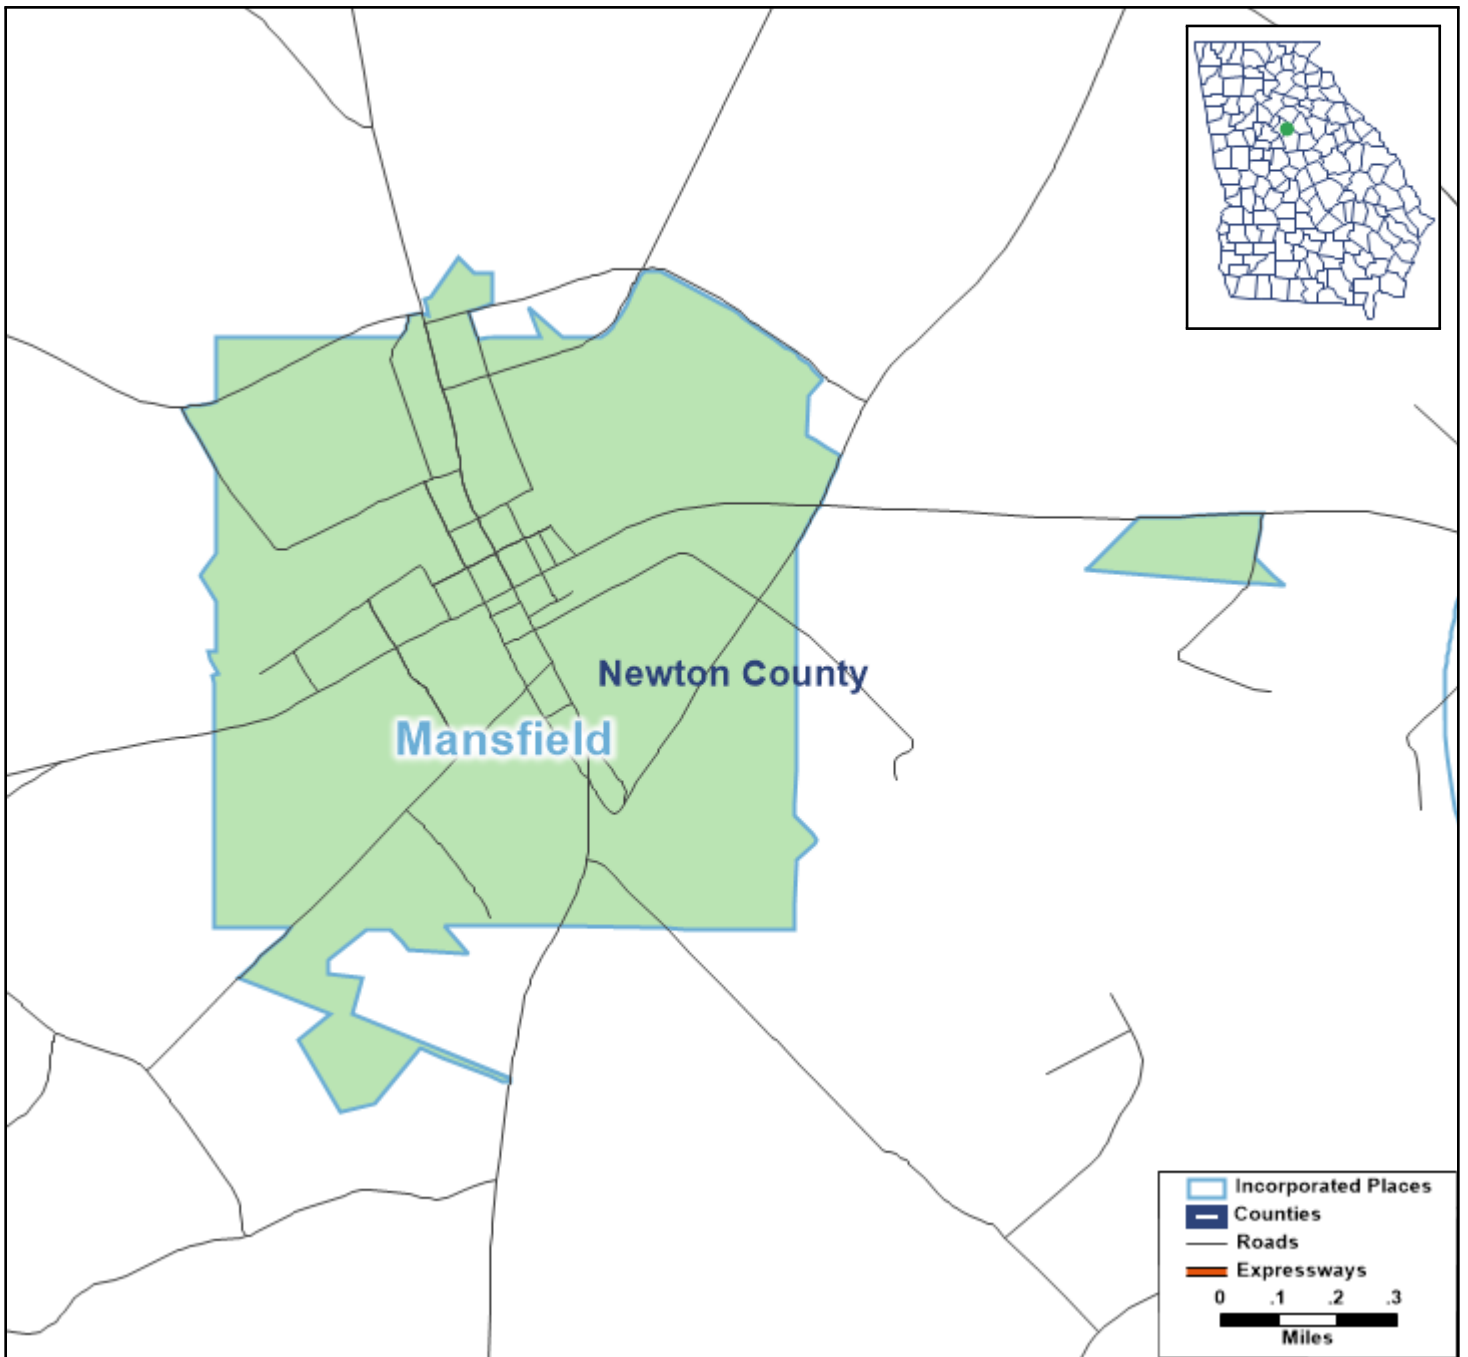 Newton County
Mansfield
Incorporated Places
Counties
Roads
Expressways
0 .1 .2 .3
Miles